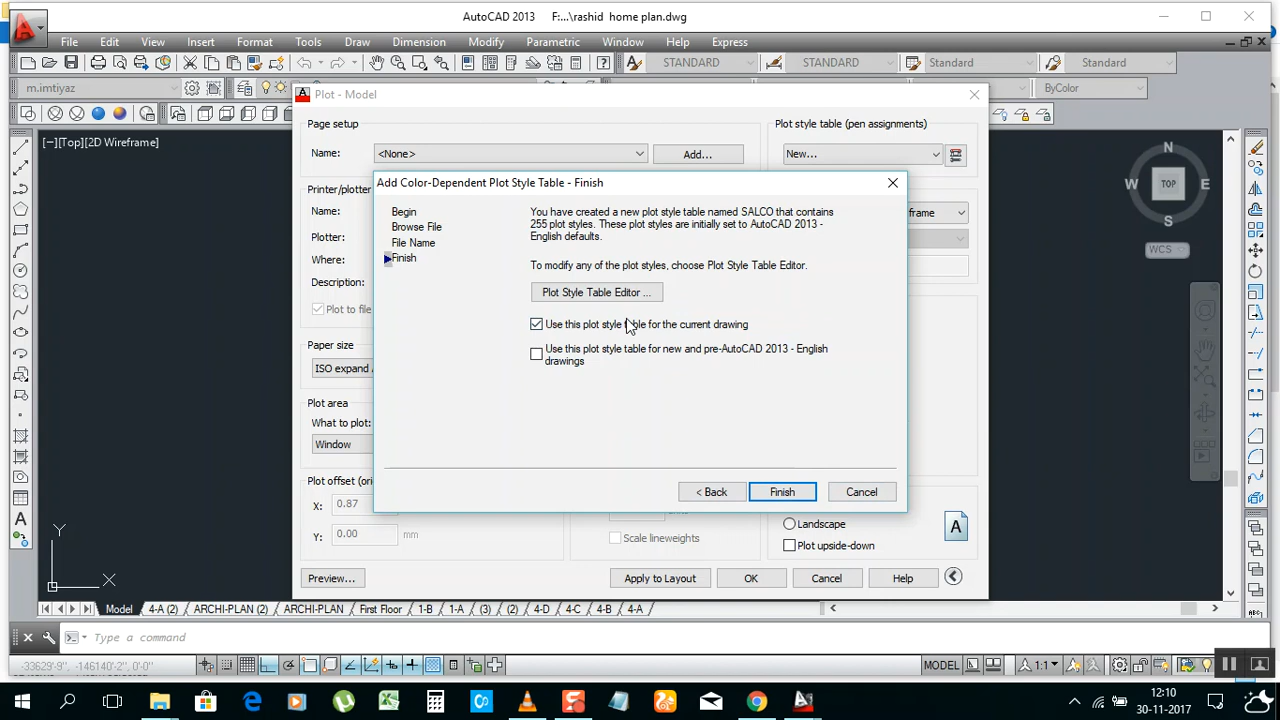 AutoCAD 2013 F:...\rashid home plan.dwg
File Edit View Insert Format Tools Draw Dimension Modify Parametric Window Help Express
STANDARD STANDARD Standard Standard
m.imtiyaz ByColor
Plot - Model
[−][Top][2D Wireframe]
Page setup
Plot style table (pen assignments)
Name: <None> Add... New...
Add Color-Dependent Plot Style Table - Finish
Printer/plotter
Name:
Plotter:
Where:
Description:
Plot to file
Paper size
ISO expand A
Plot area
What to plot:
Window
Plot offset (ori
X: 0.87
Y: 0.00 mm
Begin
Browse File
File Name
Finish
You have created a new plot style table named SALCO that contains
255 plot styles. These plot styles are initially set to AutoCAD 2013 -
English defaults.
To modify any of the plot styles, choose Plot Style Table Editor.
Plot Style Table Editor ...
Use this plot style table for the current drawing
Use this plot style table for new and pre-AutoCAD 2013 - English
drawings
< Back Finish Cancel
frame
Scale lineweights
Landscape
Plot upside-down
A
Preview... Apply to Layout OK Cancel Help
N
W TOP E
S
WCS
Y
X
Model 4-A (2) ARCHI-PLAN (2) ARCHI-PLAN First Floor 1-B 1-A (3) (2) 4-D 4-C 4-B 4-A
Type a command
-33629'-9", -146140'-2", 0'-0" MODEL 1:1
12:10
30-11-2017